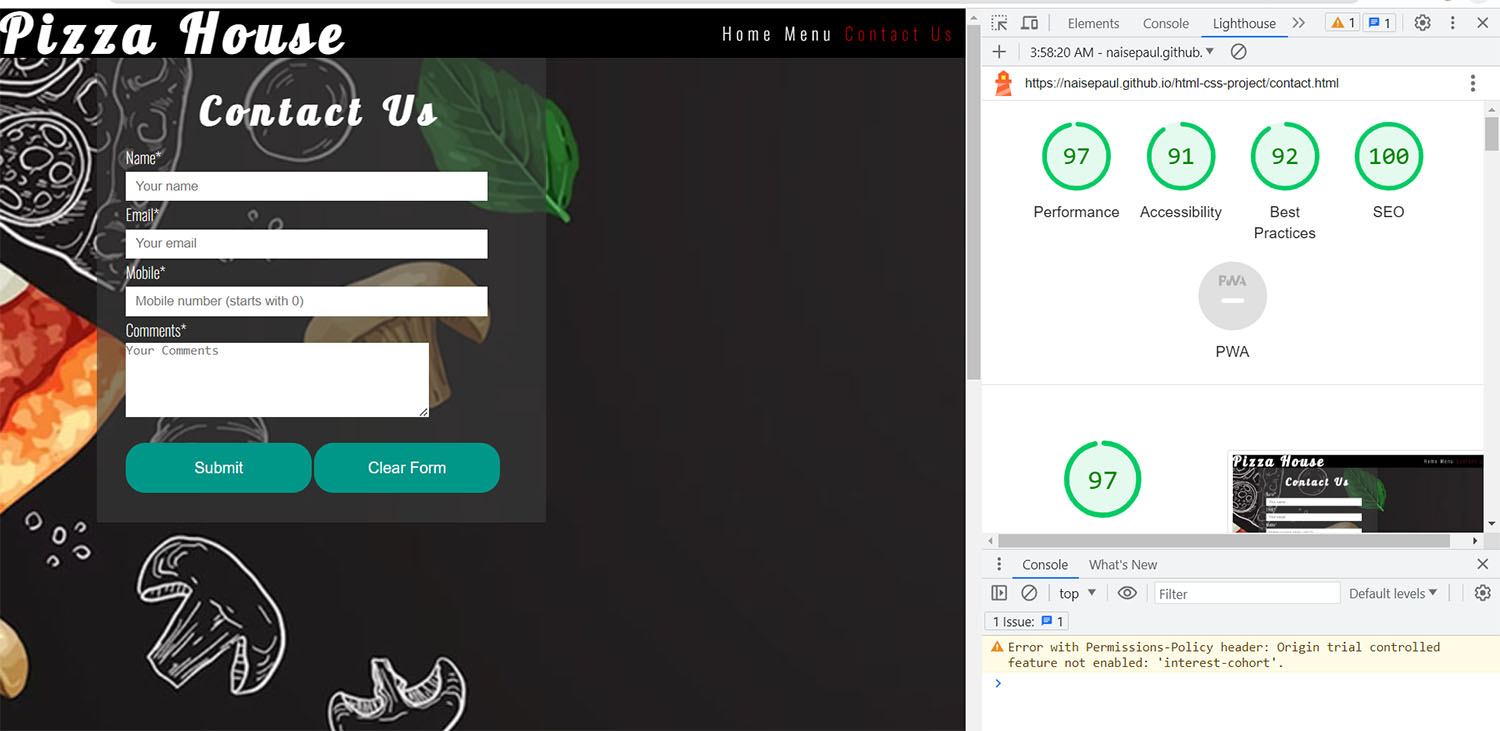 Pizza House
Home Menu Contact Us
Contact Us
Name*
Your name
Email*
Your email
Mobile*
Mobile number (starts with 0)
Comments*
Your Comments
Submit Clear Form
Elements Console Lighthouse 1 1
3:58:20 AM - naisepaul.github.
https://naisepaul.github.io/html-css-project/contact.html
97 91 92 100
Performance Accessibility Best Practices SEO
PWA
PWA
97
Pizza House
Home Menu Contact
Contact Us
Console What's New
top Filter Default levels
1 Issue: 1
Error with Permissions-Policy header: Origin trial controlled
feature not enabled: 'interest-cohort'.